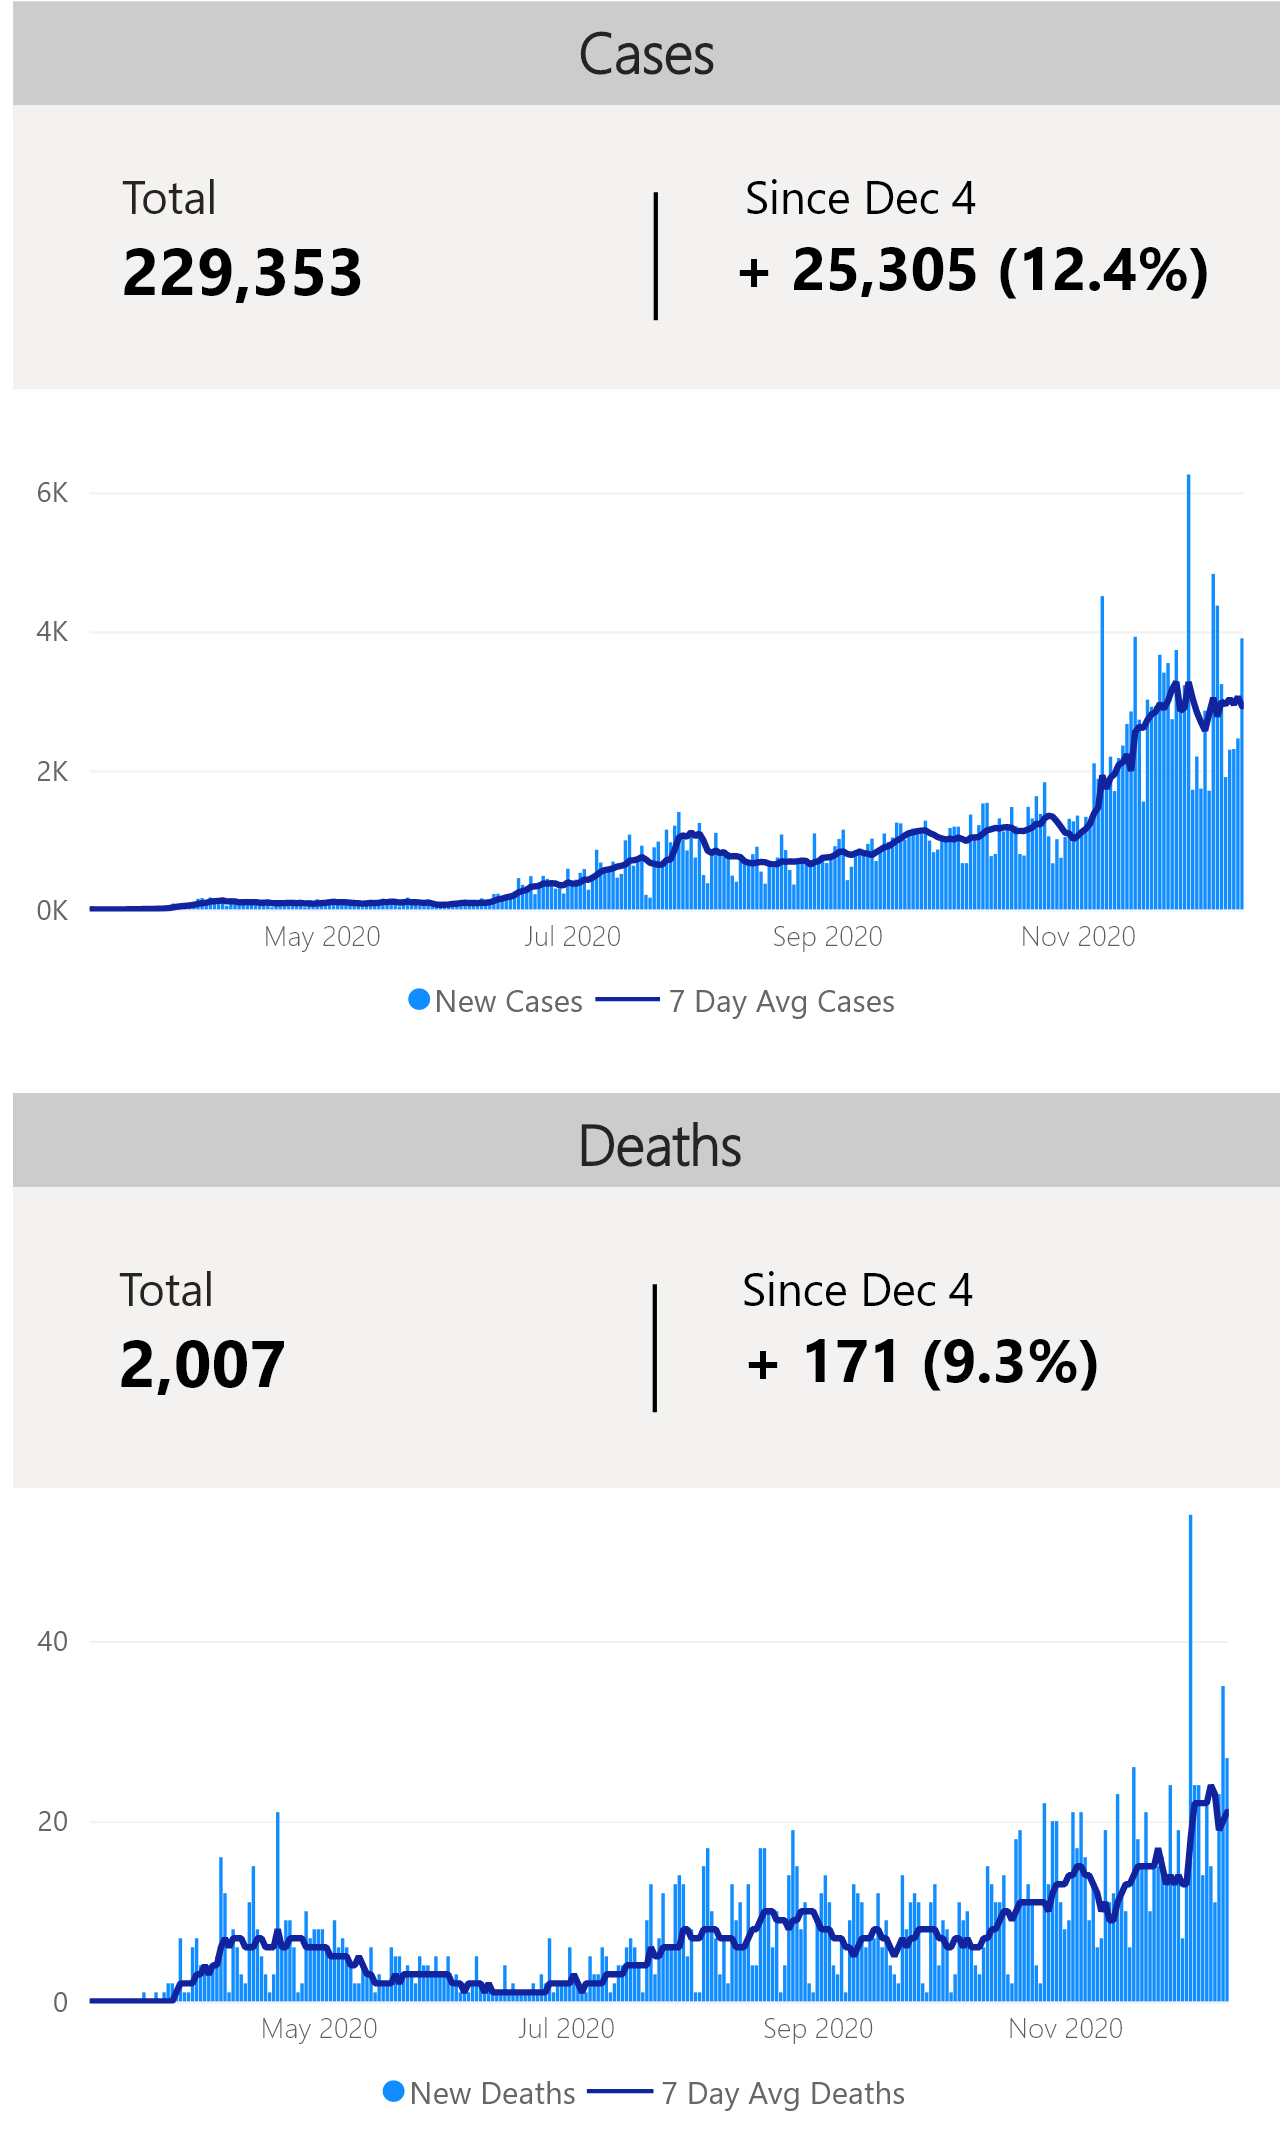 Cases
Total
Since Dec 4
229,353
+ 25,305 (12.4%)
6K
4K
2K
0K
May 2020
Jul 2020
Sep 2020
Nov 2020
New Cases
7 Day Avg Cases
Deaths
Total
Since Dec 4
2,007
+ 171 (9.3%)
40
20
0
May 2020
Jul 2020
Sep 2020
Nov 2020
New Deaths
7 Day Avg Deaths